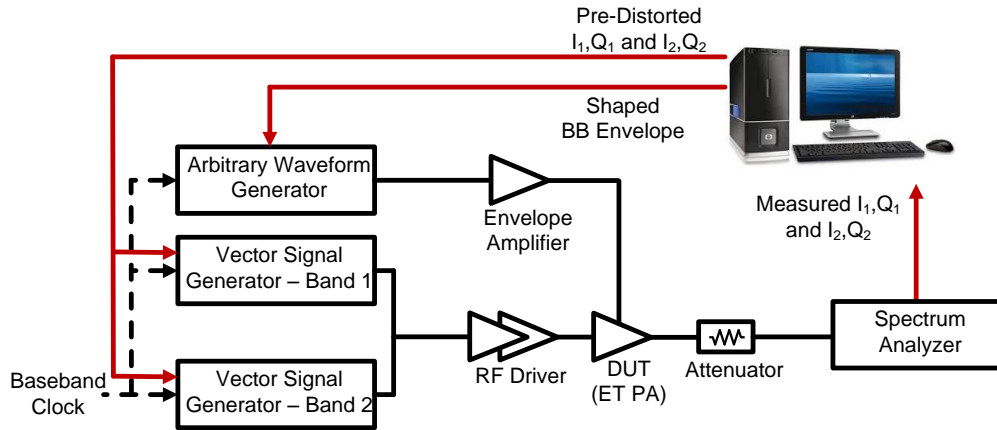 Pre-Distorted
I1,Q1 and I2,Q2
Shaped
BB Envelope
Arbitrary Waveform
Generator
Envelope
Amplifier
Measured I1,Q1
and I2,Q2
Vector Signal
Generator – Band 1
Spectrum
Analyzer
RF Driver
DUT
(ET PA)
Attenuator
Baseband
Clock
Vector Signal
Generator – Band 2